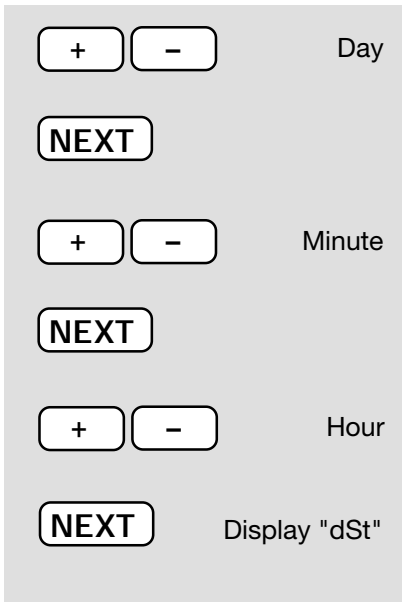 + – Day
NEXT
+ – Minute
NEXT
+ – Hour
NEXT Display "dSt"